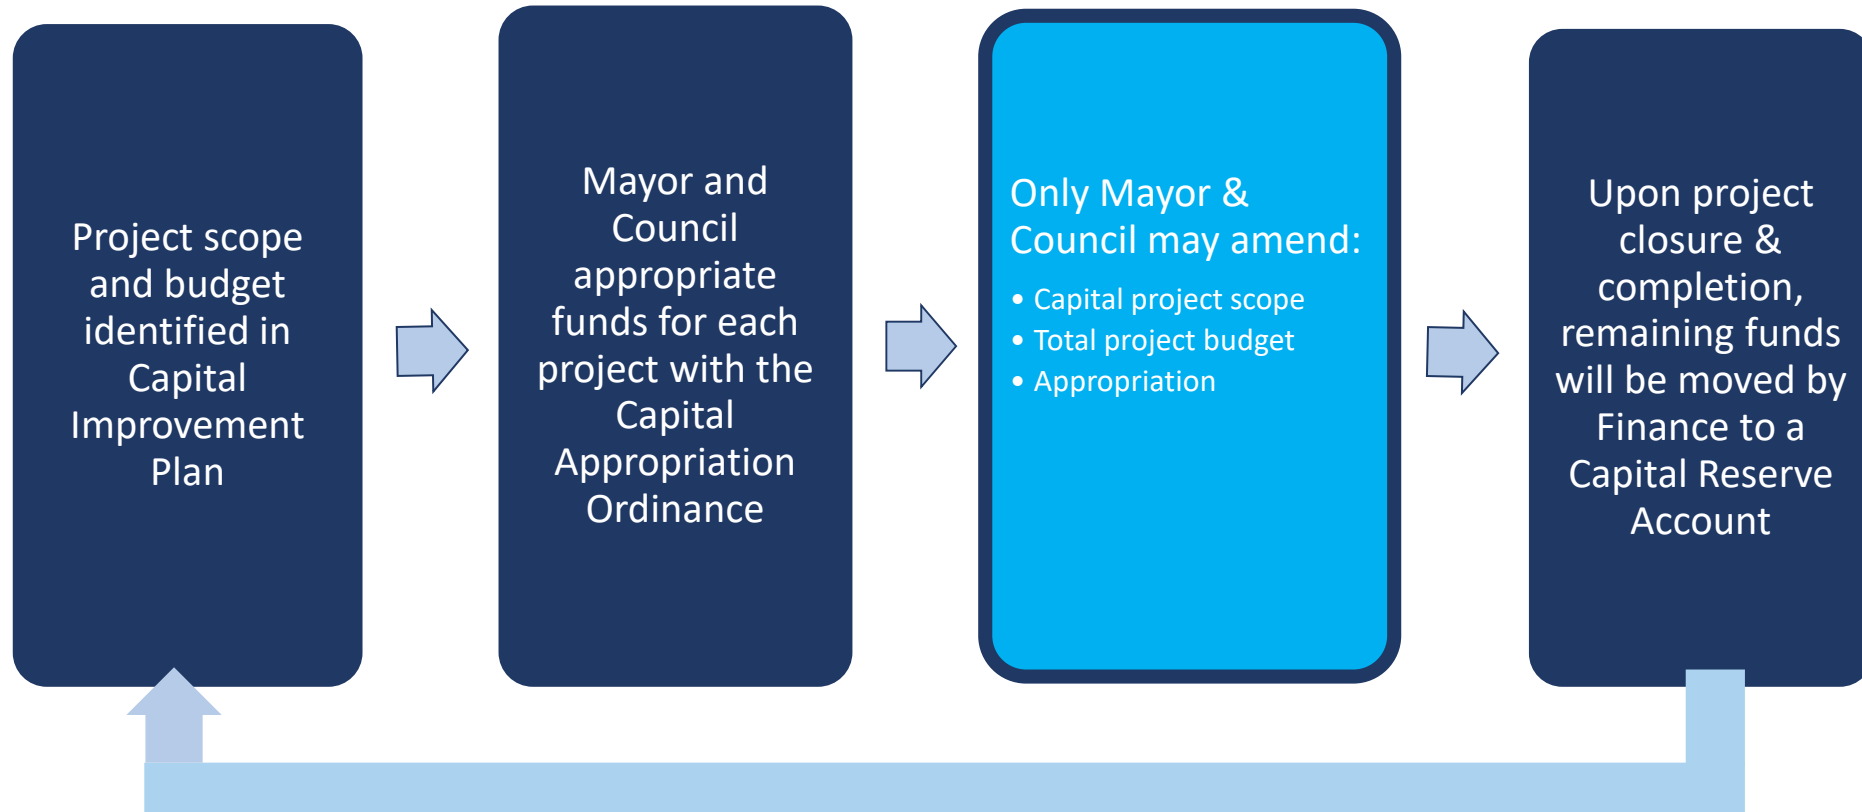 Project scope
and budget
identified in
Capital
Improvement
Plan
Mayor and
Council
appropriate
funds for each
project with the
Capital
Appropriation
Ordinance
Only Mayor &
Council may amend:
• Capital project scope
• Total project budget
• Appropriation
Upon project
closure &
completion,
remaining funds
will be moved by
Finance to a
Capital Reserve
Account